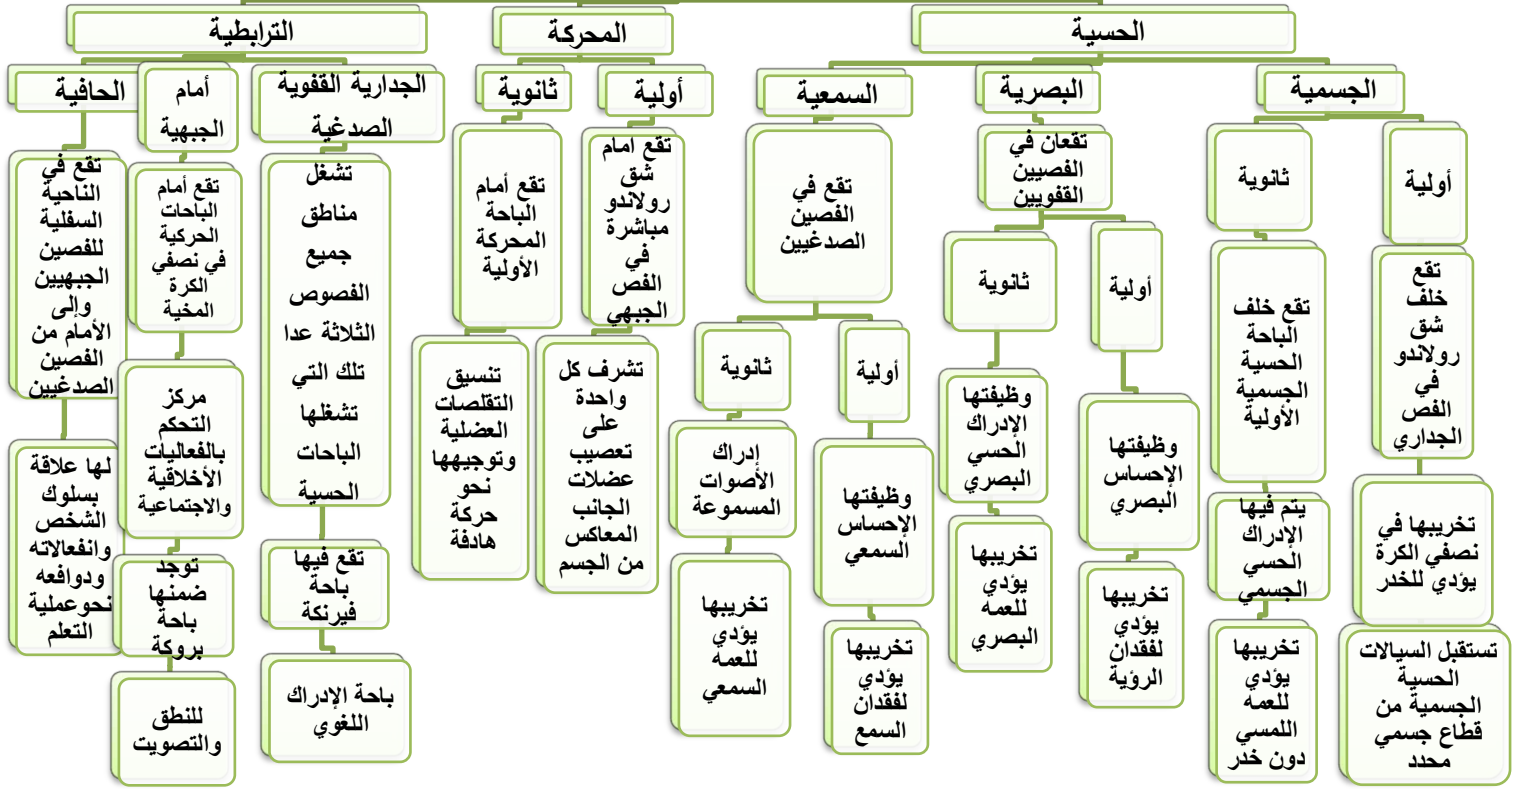 الحسية
المحركة
الترابطية
الجسمية
البصرية
السمعية
أولية
ثانوية
الجدارية القفوية
الصدغية
أمام
الجبهية
الحافية
أولية
تقع
خلف
شق
رولاندو
في
الفص
الجداري
تخريبها في
نصفي الكرة
يؤدي للخدر
تستقبل السيالات
الحسية
الجسمية من
قطاع جسمي
محدد
ثانوية
تقع خلف
الباحة
الحسية
الجسمية
الأولية
يتم فيها
الإدراك
الحسي
الجسمي
تخريبها
يؤدي
للعمه
اللمسي
دون خدر
تقعان في
الفصيين
القفويين
أولية
وظيفتها
الإحساس
البصري
تخريبها
يؤدي
لفقدان
الرؤية
ثانوية
وظيفتها
الإدراك
الحسي
البصري
تخريبها
يؤدي
للعمه
البصري
تقع في
الفصين
الصدغيين
أولية
وظيفتها
الإحساس
السمعي
تخريبها
يؤدي
لفقدان
السمع
ثانوية
إدراك
الأصوات
المسموعة
تخريبها
يؤدي
للعمه
السمعي
تقع امام
شق
رولاندو
مباشرة
في
الفص
الجبهي
تشرف كل
واحدة
على
تعصيب
عضلات
الجانب
المعاكس
من الجسم
تقع أمام
الباحة
المحركة
الأولية
تنسيق
التقلصات
العضلية
وتوجيهها
نحو
حركة
هادفة
تشغل
مناطق
جميع
الفصوص
الثلاثة عدا
تلك التي
تشغلها
الباحات
الحسية
تقع فيها
باحة
فيرنكة
باحة الإدراك
اللغوي
تقع أمام
الباحات
الحركية
في نصفي
الكرة
المخية
مركز
التحكم
بالفعاليات
الأخلاقية
والاجتماعية
توجد
ضمنها
باحة
بروكة
للنطق
والتصويت
تقع في
الناحية
السفلية
للفصين
الجبهيين
وإلى
الأمام من
الفصين
الصدغيين
لها علاقة
بسلوك
الشخص
وانفعالاته
ودوافعه
نحوعملية
التعلم